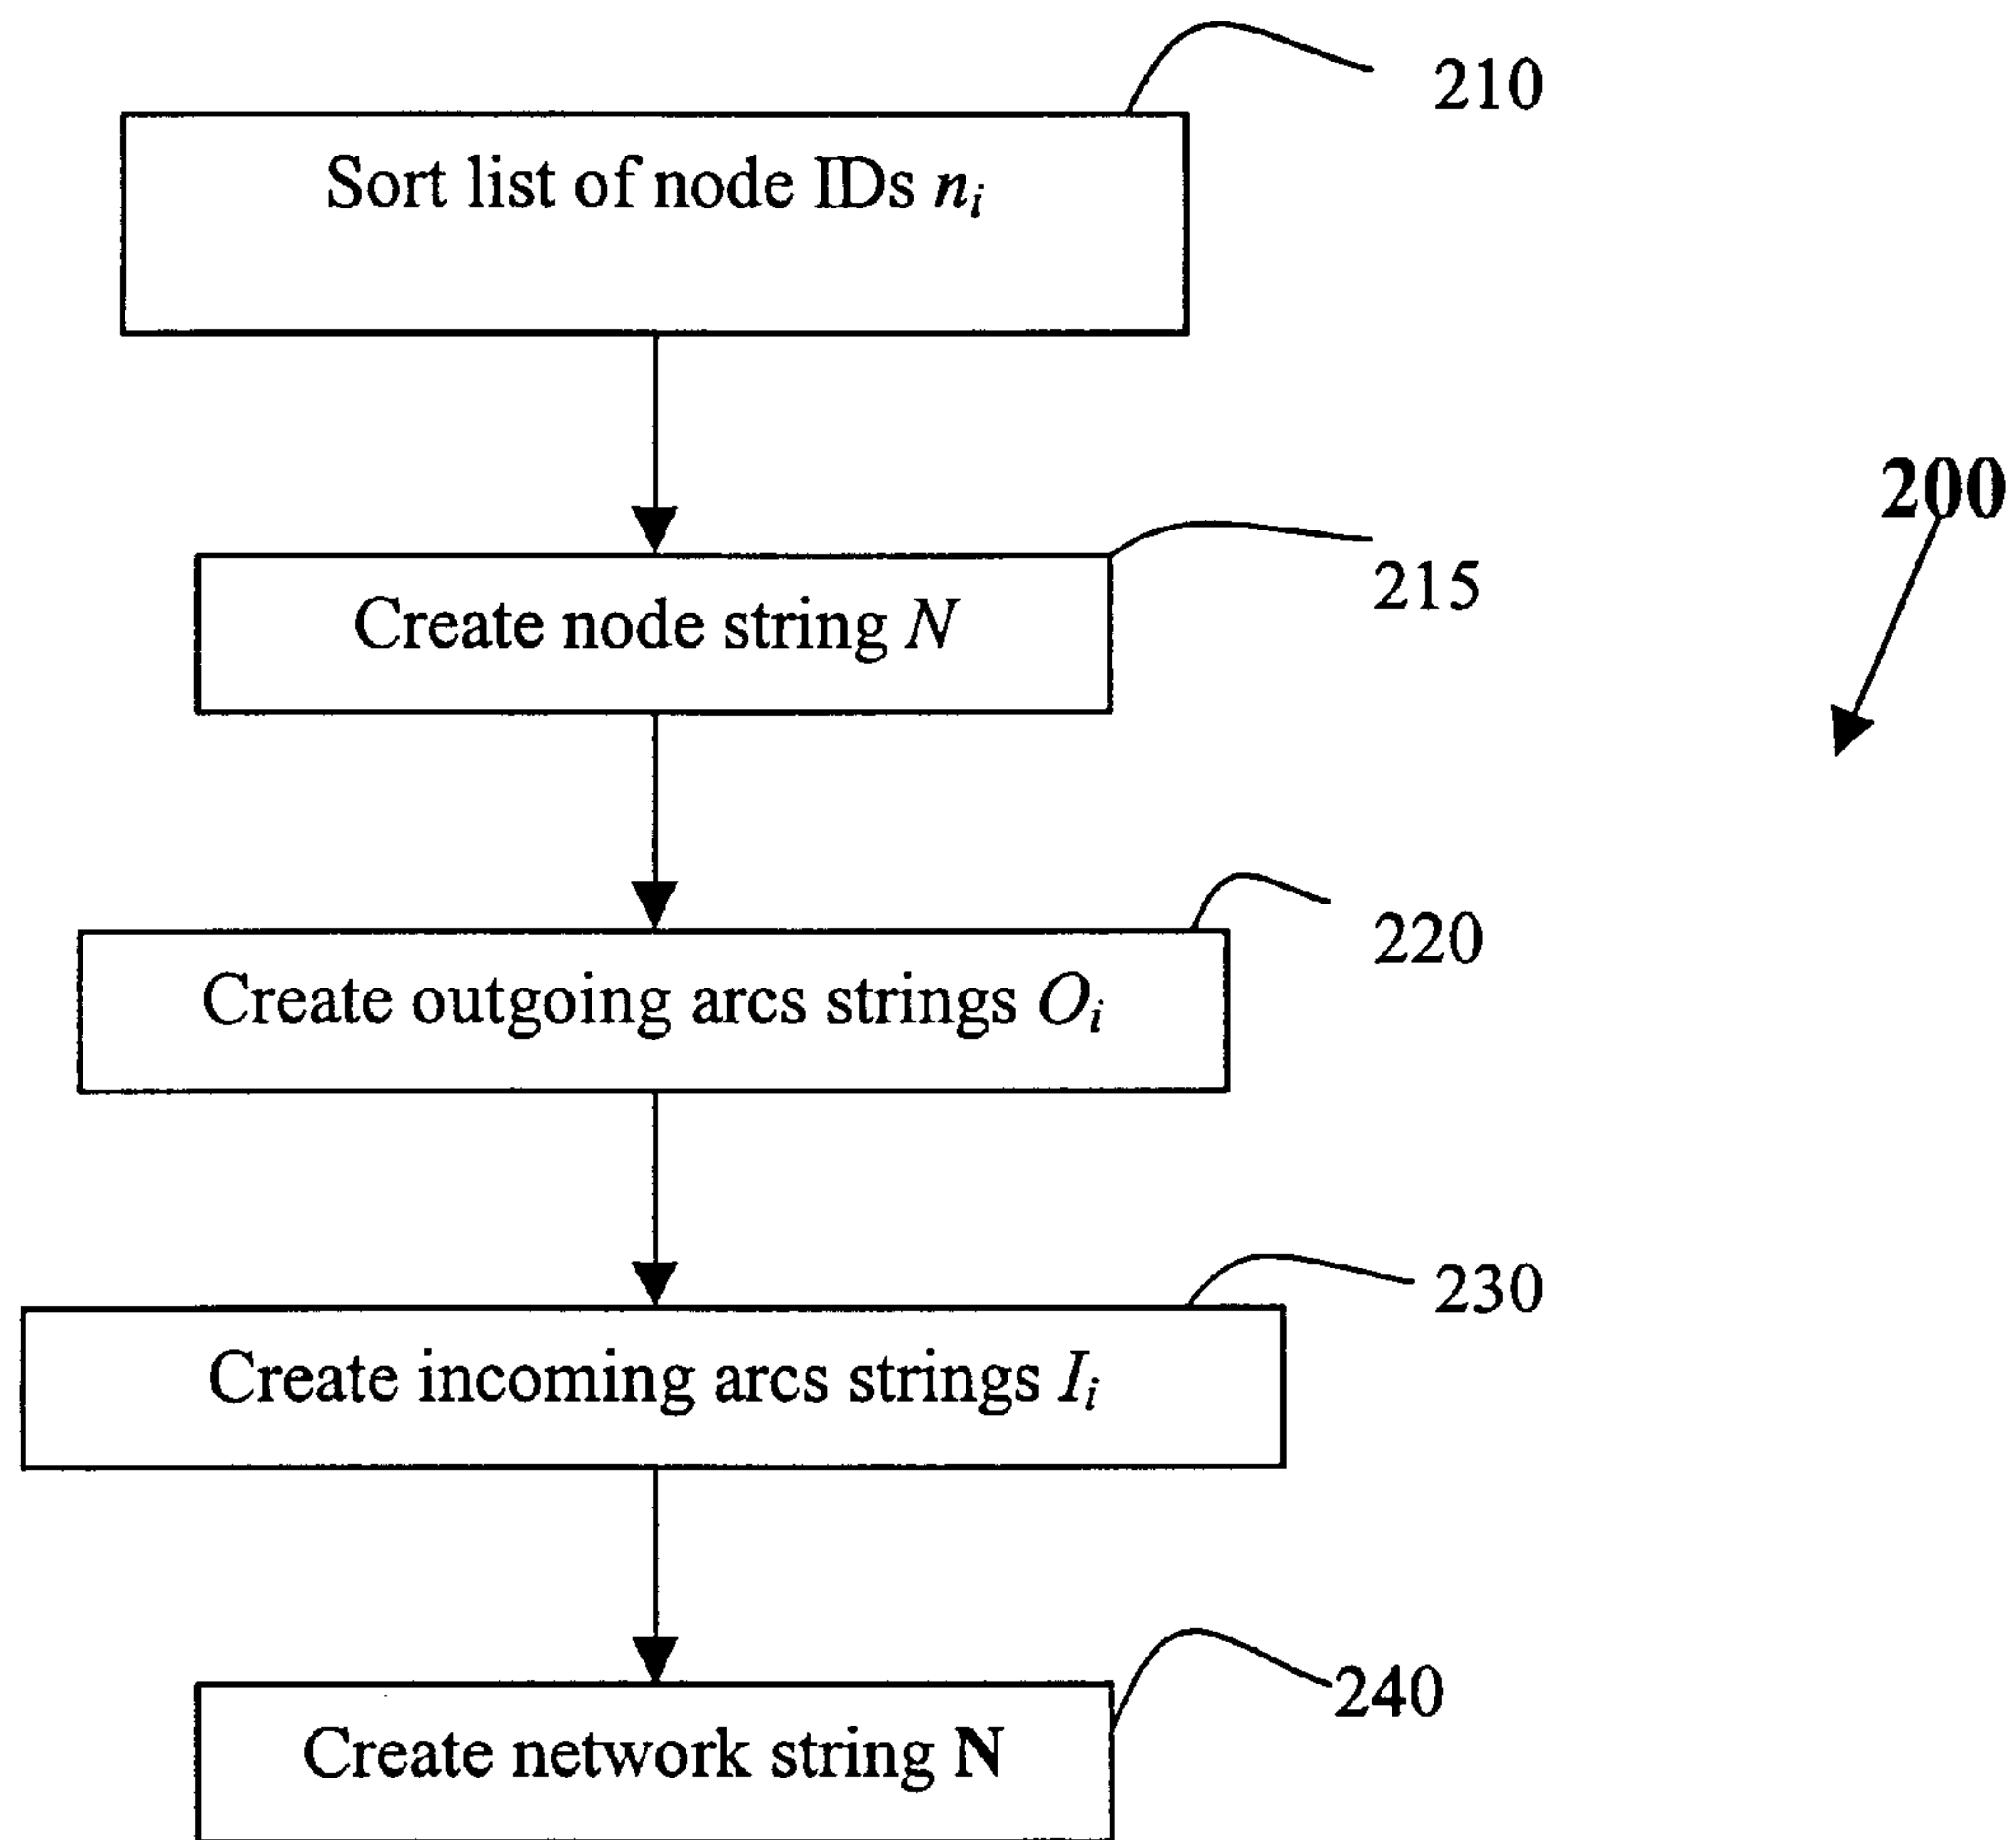 210
Sort list of node IDs nᵢ
200
215
Create node string N
220
Create outgoing arcs strings Oᵢ
230
Create incoming arcs strings Iᵢ
240
Create network string N